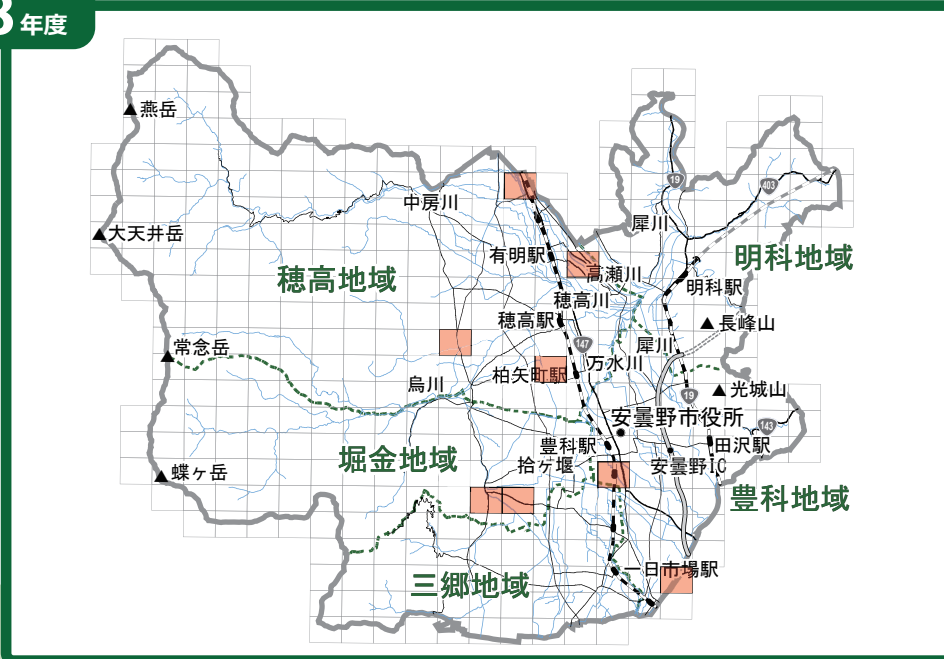 3年度
燕岳
大天井岳
中房川
有明駅
穂高地域
高瀬川
穂高川
穂高駅
147
常念岳
烏川
柏矢町駅
万水川
19
403
犀川
明科地域
明科駅
長峰山
犀川
19
光城山
安曇野市役所
143
豊科駅
田沢駅
拾ヶ堰
安曇野IC
堀金地域
蝶ヶ岳
豊科地域
一日市場駅
三郷地域